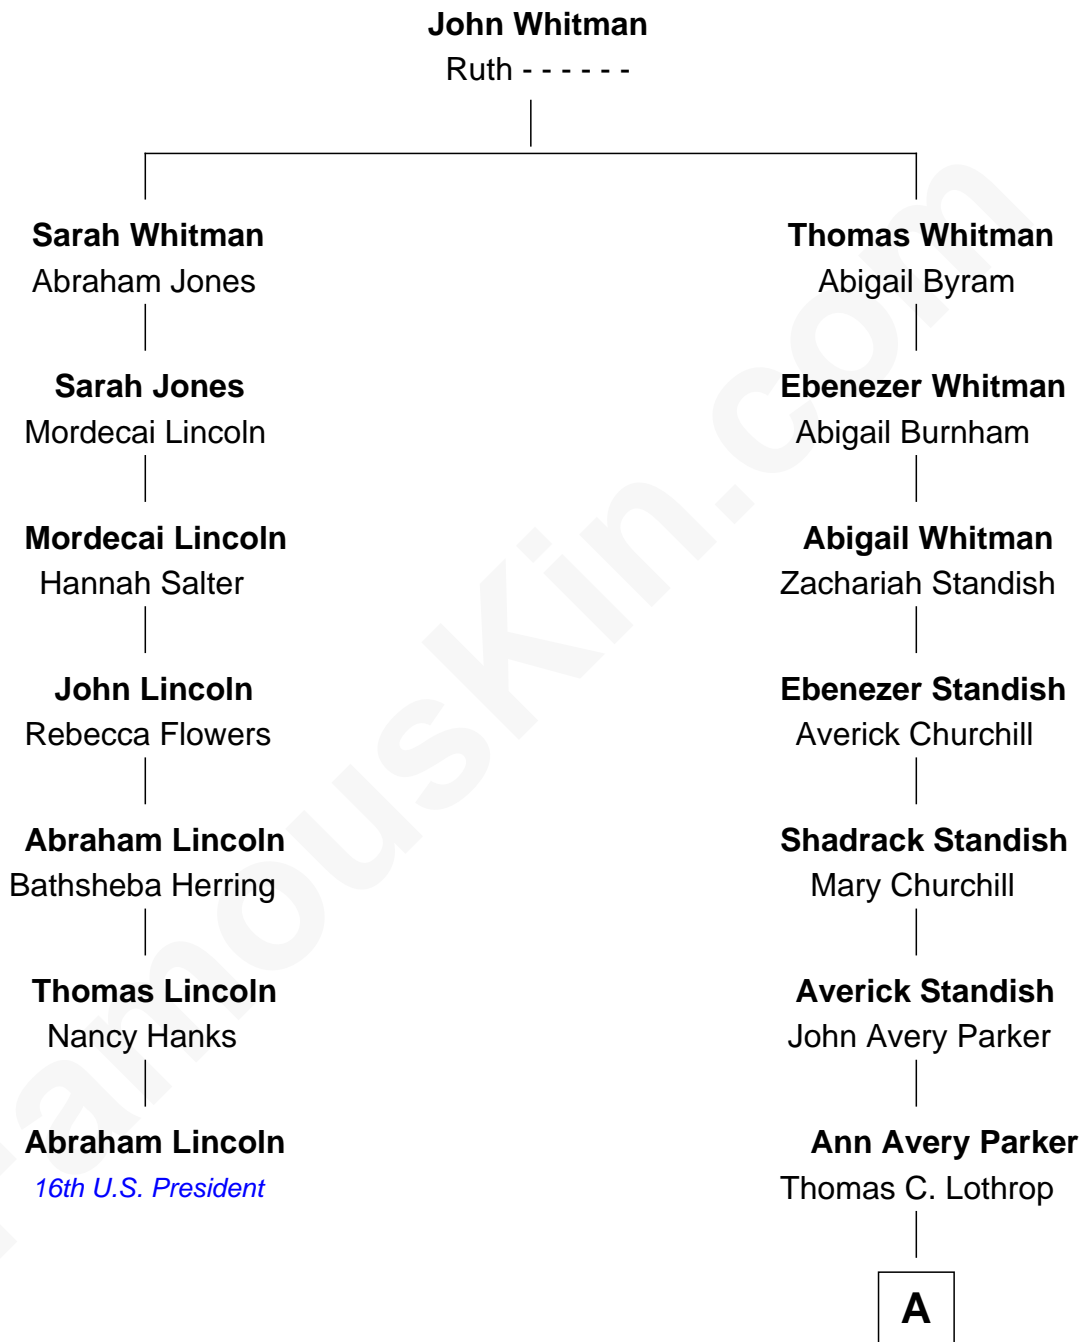 John Whitman
Ruth - - - - - -
Sarah Whitman
Abraham Jones
Thomas Whitman
Abigail Byram
Sarah Jones
Mordecai Lincoln
Ebenezer Whitman
Abigail Burnham
Mordecai Lincoln
Hannah Salter
Abigail Whitman
Zachariah Standish
John Lincoln
Rebecca Flowers
Ebenezer Standish
Averick Churchill
Abraham Lincoln
Bathsheba Herring
Shadrack Standish
Mary Churchill
Thomas Lincoln
Nancy Hanks
Averick Standish
John Avery Parker
Abraham Lincoln
16th U.S. President
Ann Avery Parker
Thomas C. Lothrop
A
FamousKin.com